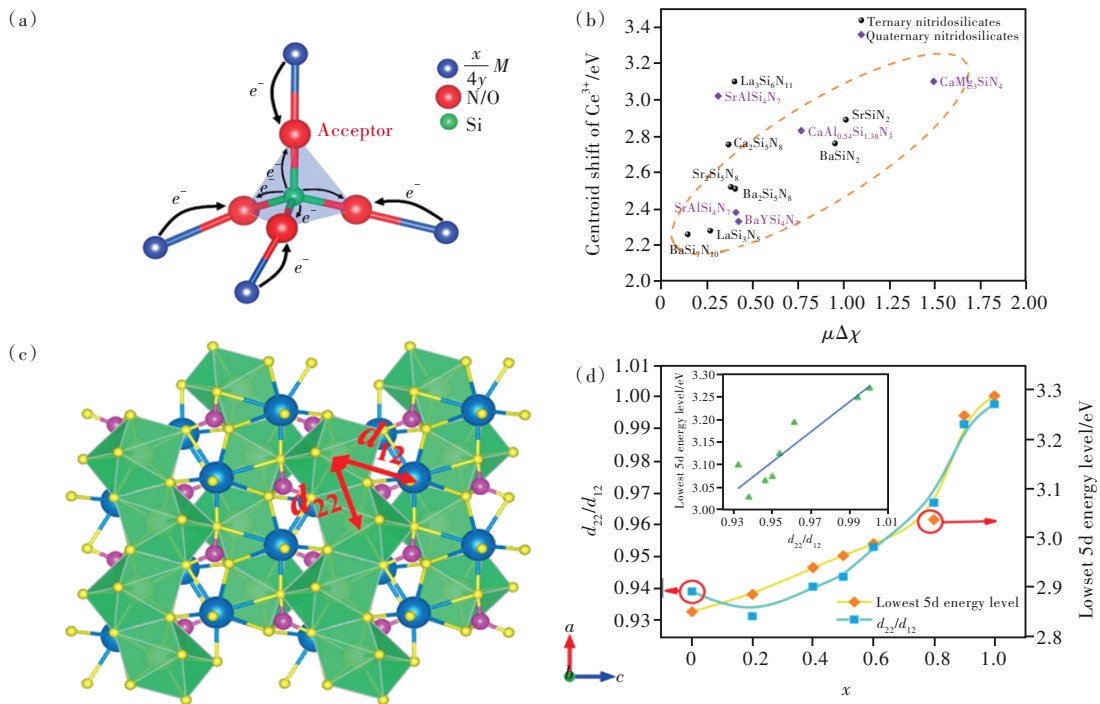 (a)
x/4y M
N/O
Si
e⁻
Acceptor
e⁻
e⁻
e⁻
e⁻
e⁻
e⁻
(b)
Centroid shift of Ce³⁺/eV
3.4
3.2
3.0
2.8
2.6
2.4
2.2
2.0
Ternary nitridosilicates
Quaternary nitridosilicates
La₃Si₆N₁₁
SrAlSi₄N₇
CaMg₃SiN₄
SrSiN₂
CaAl₀.₅₄Si₁.₃₈N₃
Ca₂Si₅N₈
BaSiN₂
Sr₂Si₅N₈
Ba₂Si₅N₈
SrAlSi₄N₇
BaYSi₄N₇
LaSi₃N₅
BaSi₇N₁₀
0 0.25 0.50 0.75 1.00 1.25 1.50 1.75 2.00
μΔχ
(c)
d₁₂
d₂₂
a
b
c
(d)
d₂₂/d₁₂
1.01
1.00
0.99
0.98
0.97
0.96
0.95
0.94
0.93
Lowest 5d energy level/eV
3.30
3.25
3.20
3.15
3.10
3.05
3.00
0.93 0.95 0.97 0.99 1.01
d₂₂/d₁₂
Lowest 5d energy level
d₂₂/d₁₂
3.3
3.2
3.1
3.0
2.9
2.8
Lowset 5d energy level/eV
0 0.2 0.4 0.6 0.8 1.0
x